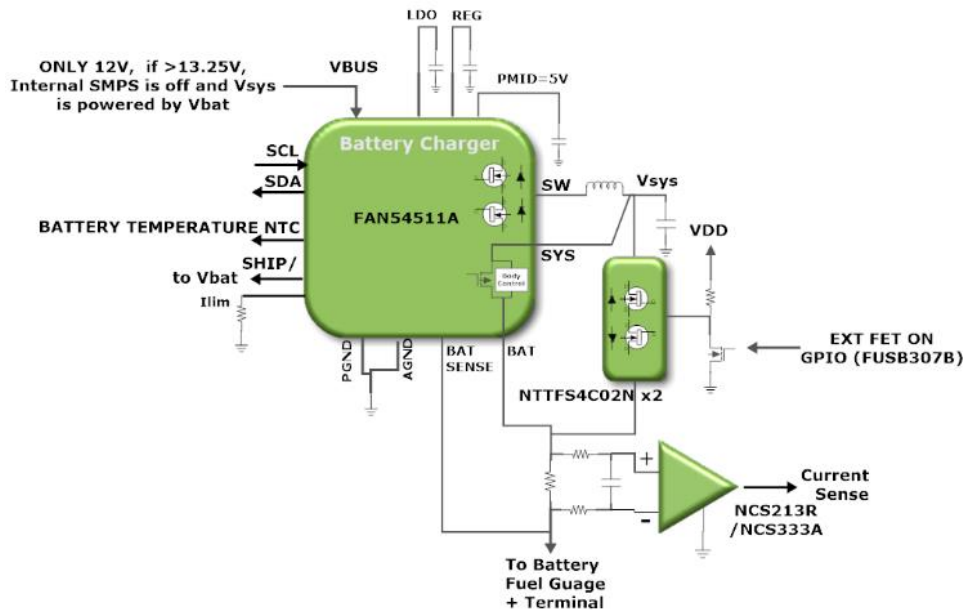 LDO
REG
ONLY 12V, if >13.25V,
Internal SMPS is off and Vsys
is powered by Vbat
VBUS
PMID=5V
Battery Charger
SCL
SDA
FAN54511A
SW
Vsys
VDD
BATTERY TEMPERATURE NTC
SYS
SHIP/
to Vbat
Body
Control
Ilim
EXT FET ON
GPIO (FUSB307B)
PGND
AGND
BAT
SENSE
BAT
NTTFS4C02N x2
+
-
Current
Sense
NCS213R
/NCS333A
To Battery
Fuel Guage
+ Terminal